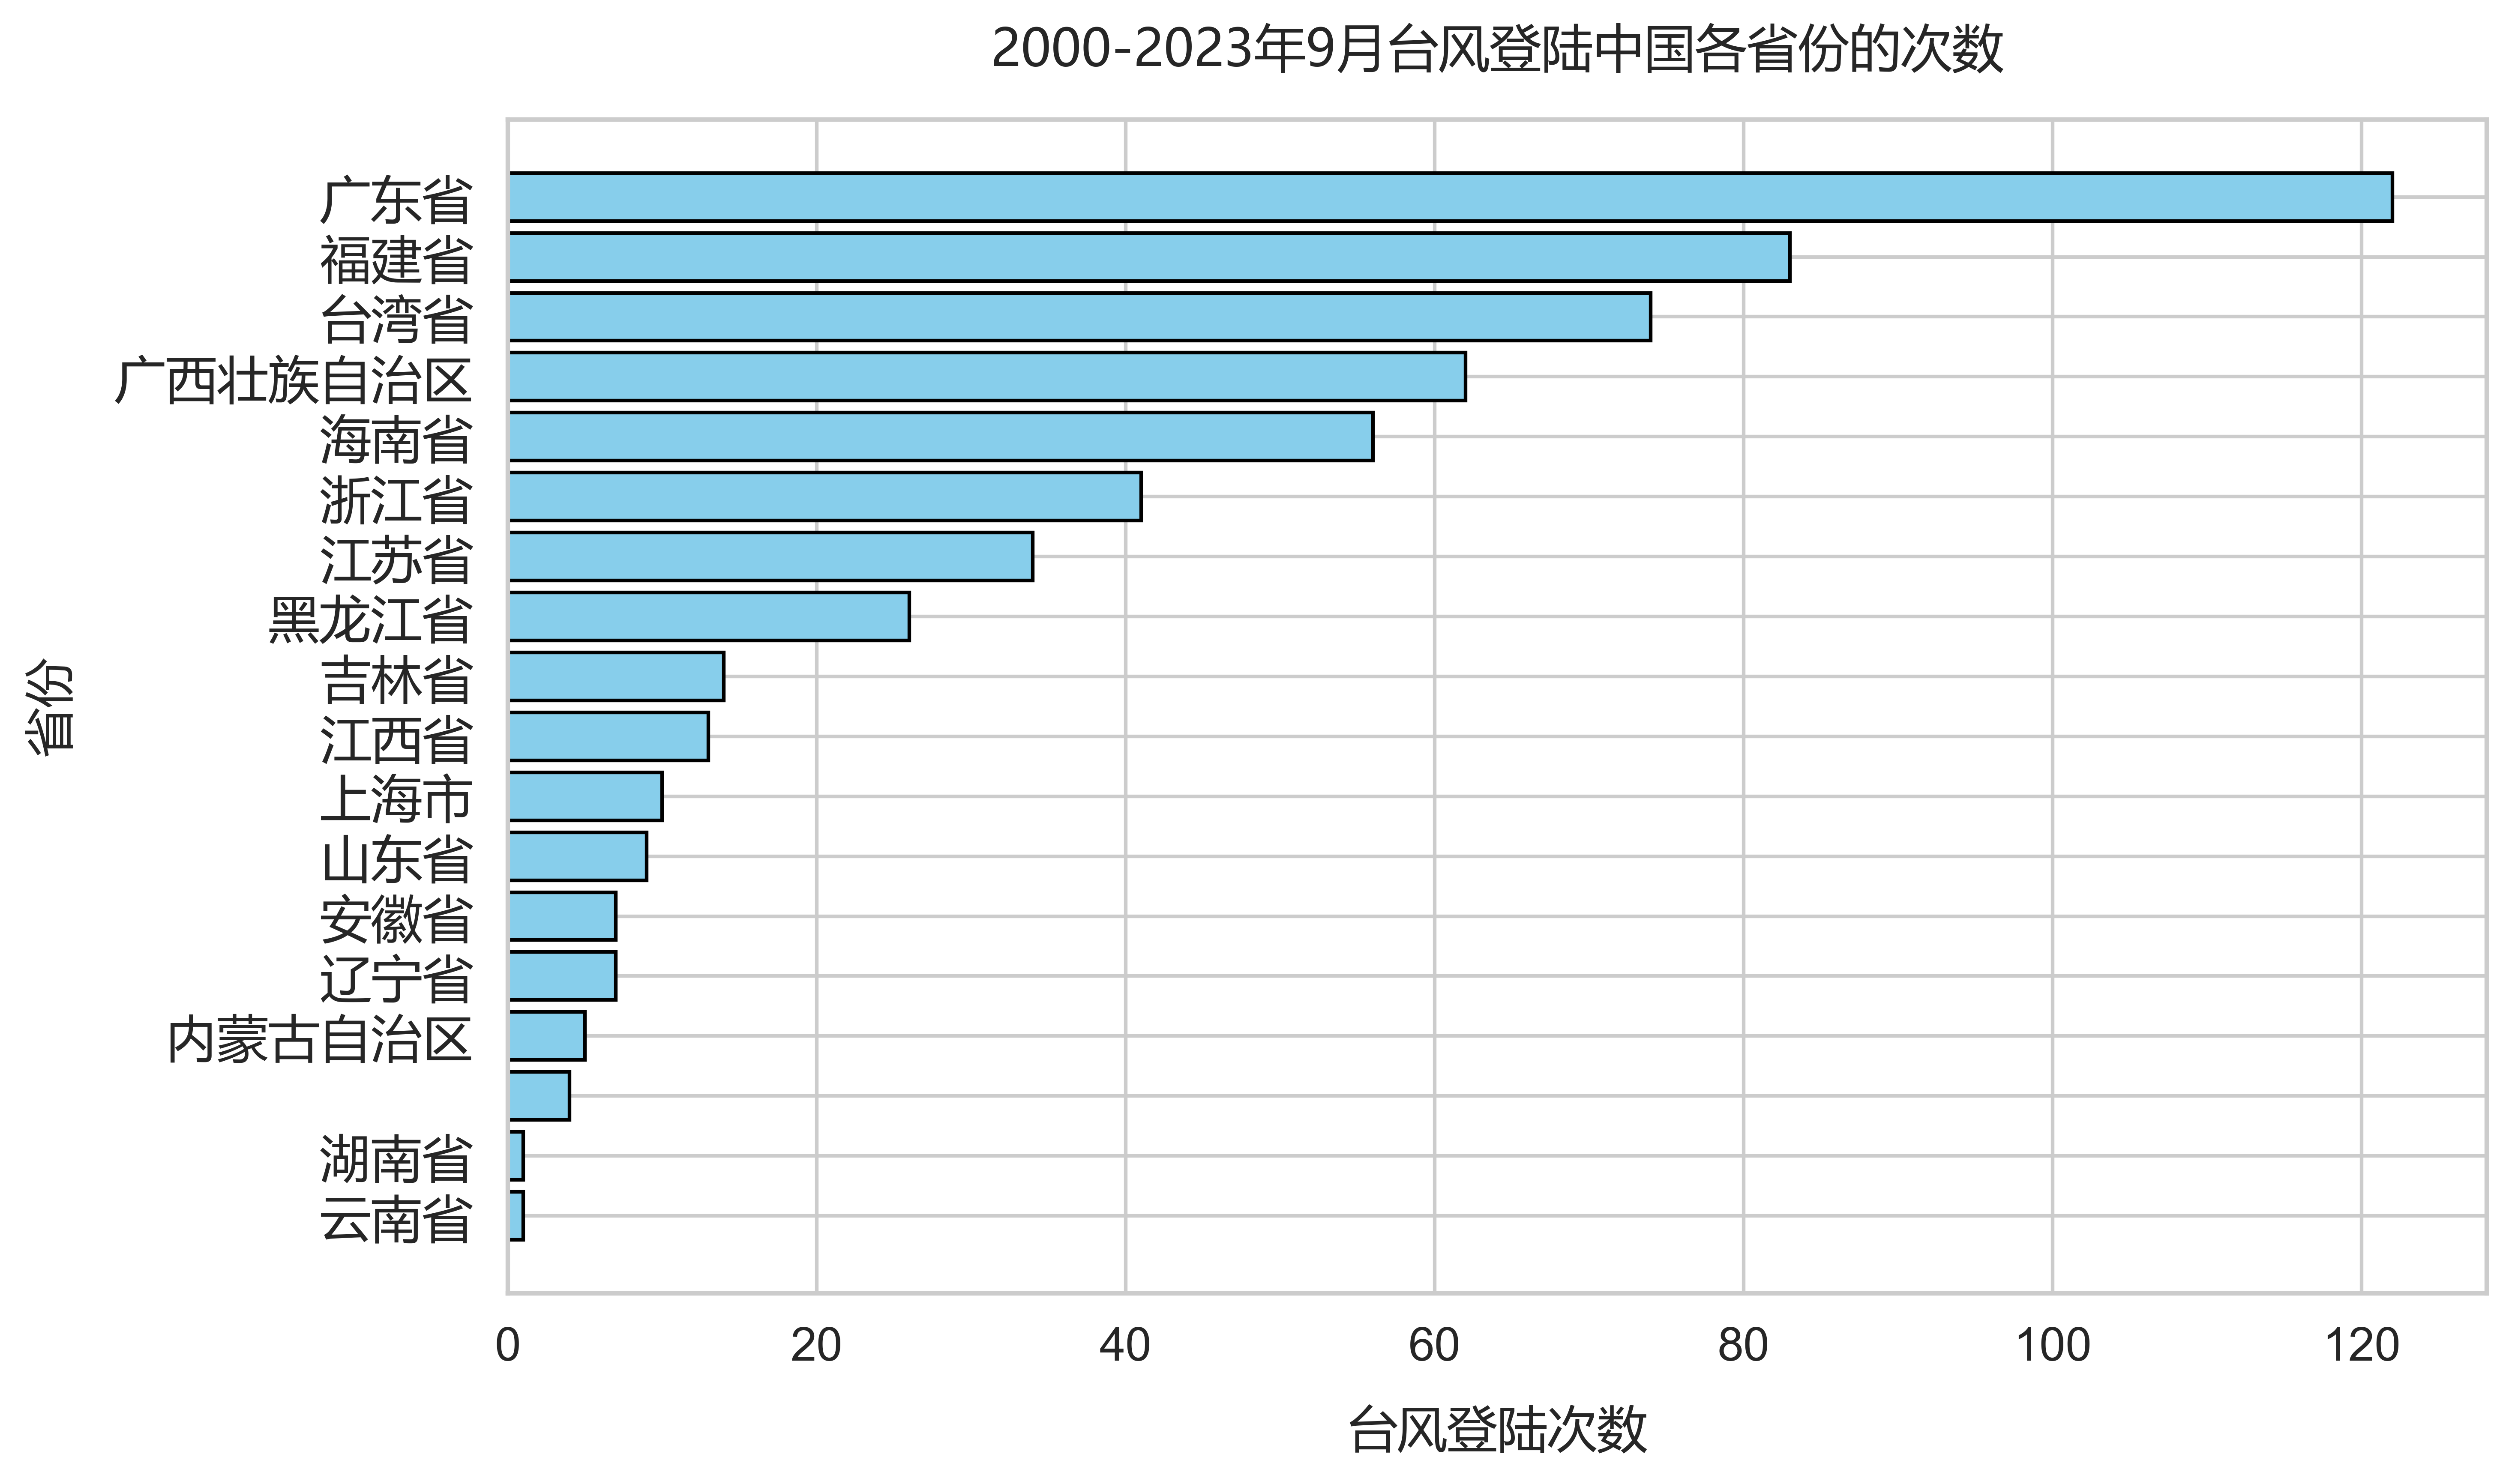 2000-2023年9月台风登陆中国各省份的次数
广东省
福建省
台湾省
广西壮族自治区
海南省
浙江省
江苏省
黑龙江省
吉林省
江西省
上海市
山东省
安徽省
辽宁省
内蒙古自治区
湖南省
云南省
省份
0 20 40 60 80 100 120
台风登陆次数